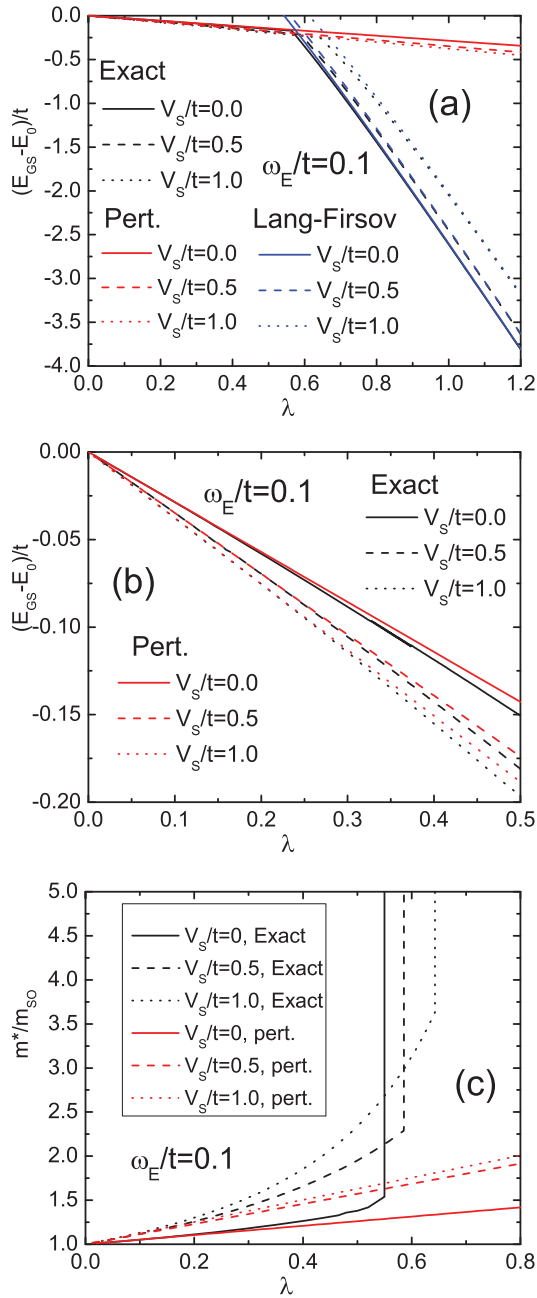 (a)
(E_GS-E_0)/t
0.0
-0.5
-1.0
-1.5
-2.0
-2.5
-3.0
-3.5
-4.0
Exact
V_S/t=0.0
V_S/t=0.5
V_S/t=1.0
ω_E/t=0.1
Pert.
V_S/t=0.0
V_S/t=0.5
V_S/t=1.0
Lang-Firsov
V_S/t=0.0
V_S/t=0.5
V_S/t=1.0
0.0 0.2 0.4 0.6 0.8 1.0 1.2
λ
(b)
(E_GS-E_0)/t
0.00
-0.05
-0.10
-0.15
-0.20
ω_E/t=0.1
Exact
V_S/t=0.0
V_S/t=0.5
V_S/t=1.0
Pert.
V_S/t=0.0
V_S/t=0.5
V_S/t=1.0
0.0 0.1 0.2 0.3 0.4 0.5
λ
(c)
m*/m_SO
5.0
4.5
4.0
3.5
3.0
2.5
2.0
1.5
1.0
V_S/t=0, Exact
V_S/t=0.5, Exact
V_S/t=1.0, Exact
V_S/t=0, pert.
V_S/t=0.5, pert.
V_S/t=1.0, pert.
ω_E/t=0.1
0.0 0.2 0.4 0.6 0.8
λ